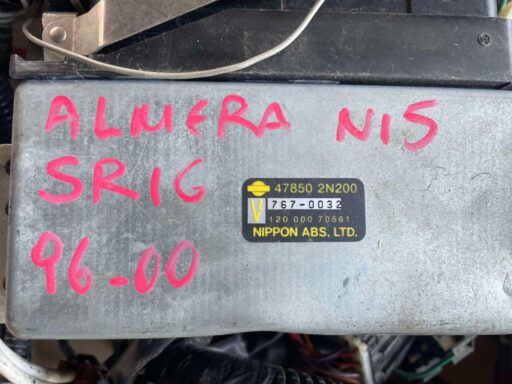 ALMERA N15
SR16
96-00
47850 2N200
V 767-0032
120 000 70561
NIPPON ABS, LTD.